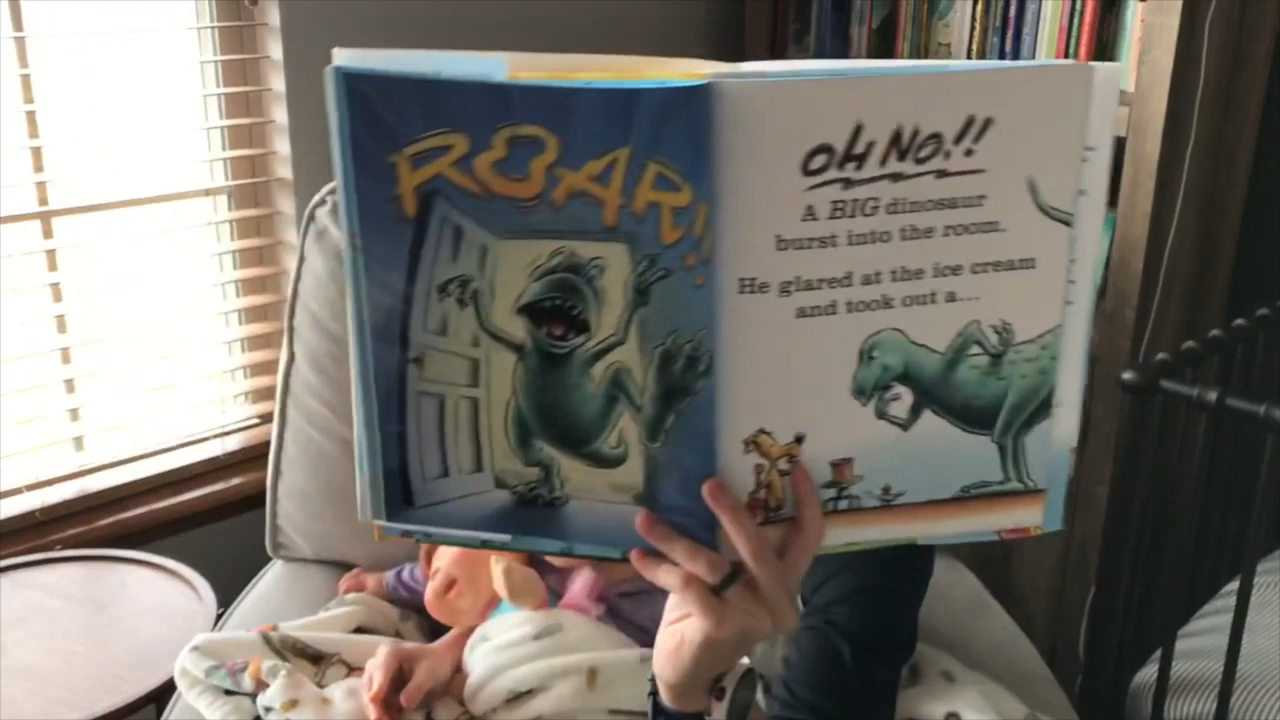 ROAR!!
OH NO!!
A BIG dinosaur
burst into the room.
He glared at the ice cream
and took out a...